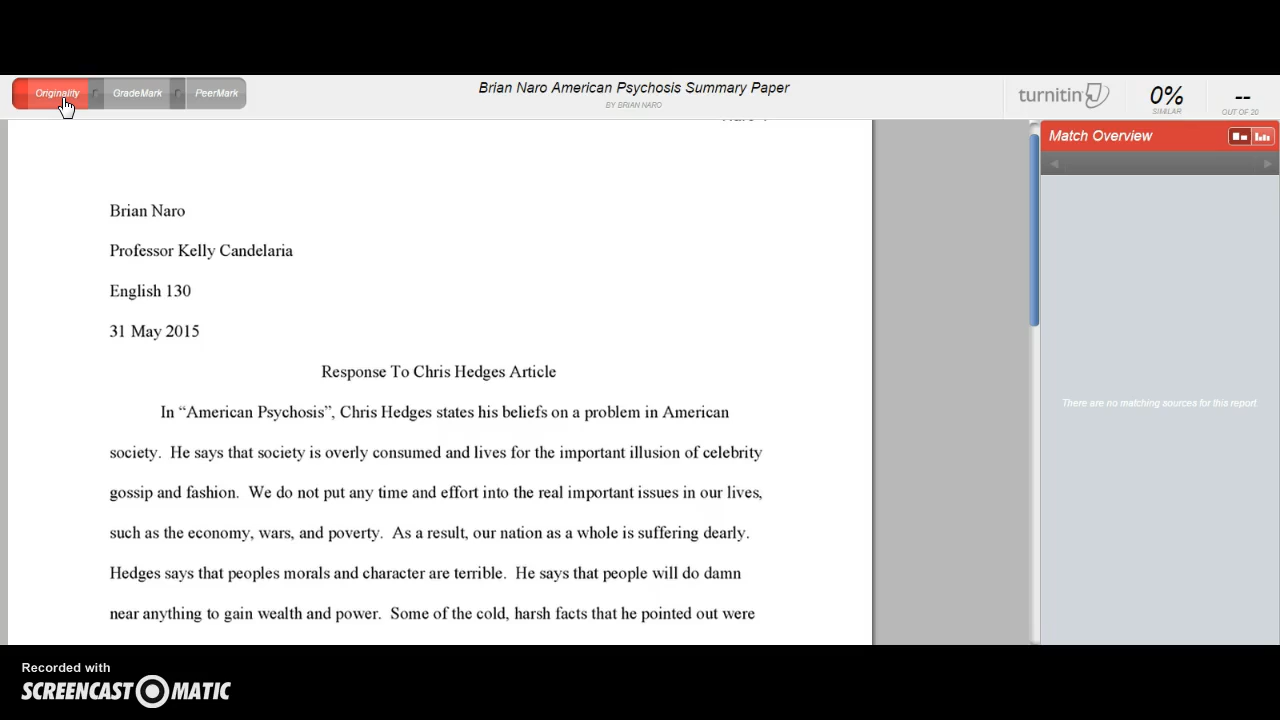 Originality GradeMark PeerMark
Brian Naro American Psychosis Summary Paper
BY BRIAN NARO
turnitin
0%
SIMILAR
--
OUT OF 20
Match Overview
There are no matching sources for this report.
Brian Naro
Professor Kelly Candelaria
English 130
31 May 2015
Response To Chris Hedges Article
In “American Psychosis”, Chris Hedges states his beliefs on a problem in American
society.  He says that society is overly consumed and lives for the important illusion of celebrity
gossip and fashion.  We do not put any time and effort into the real important issues in our lives,
such as the economy, wars, and poverty.  As a result, our nation as a whole is suffering dearly.
Hedges says that peoples morals and character are terrible.  He says that people will do damn
near anything to gain wealth and power.  Some of the cold, harsh facts that he pointed out were
Recorded with
SCREENCAST O MATIC